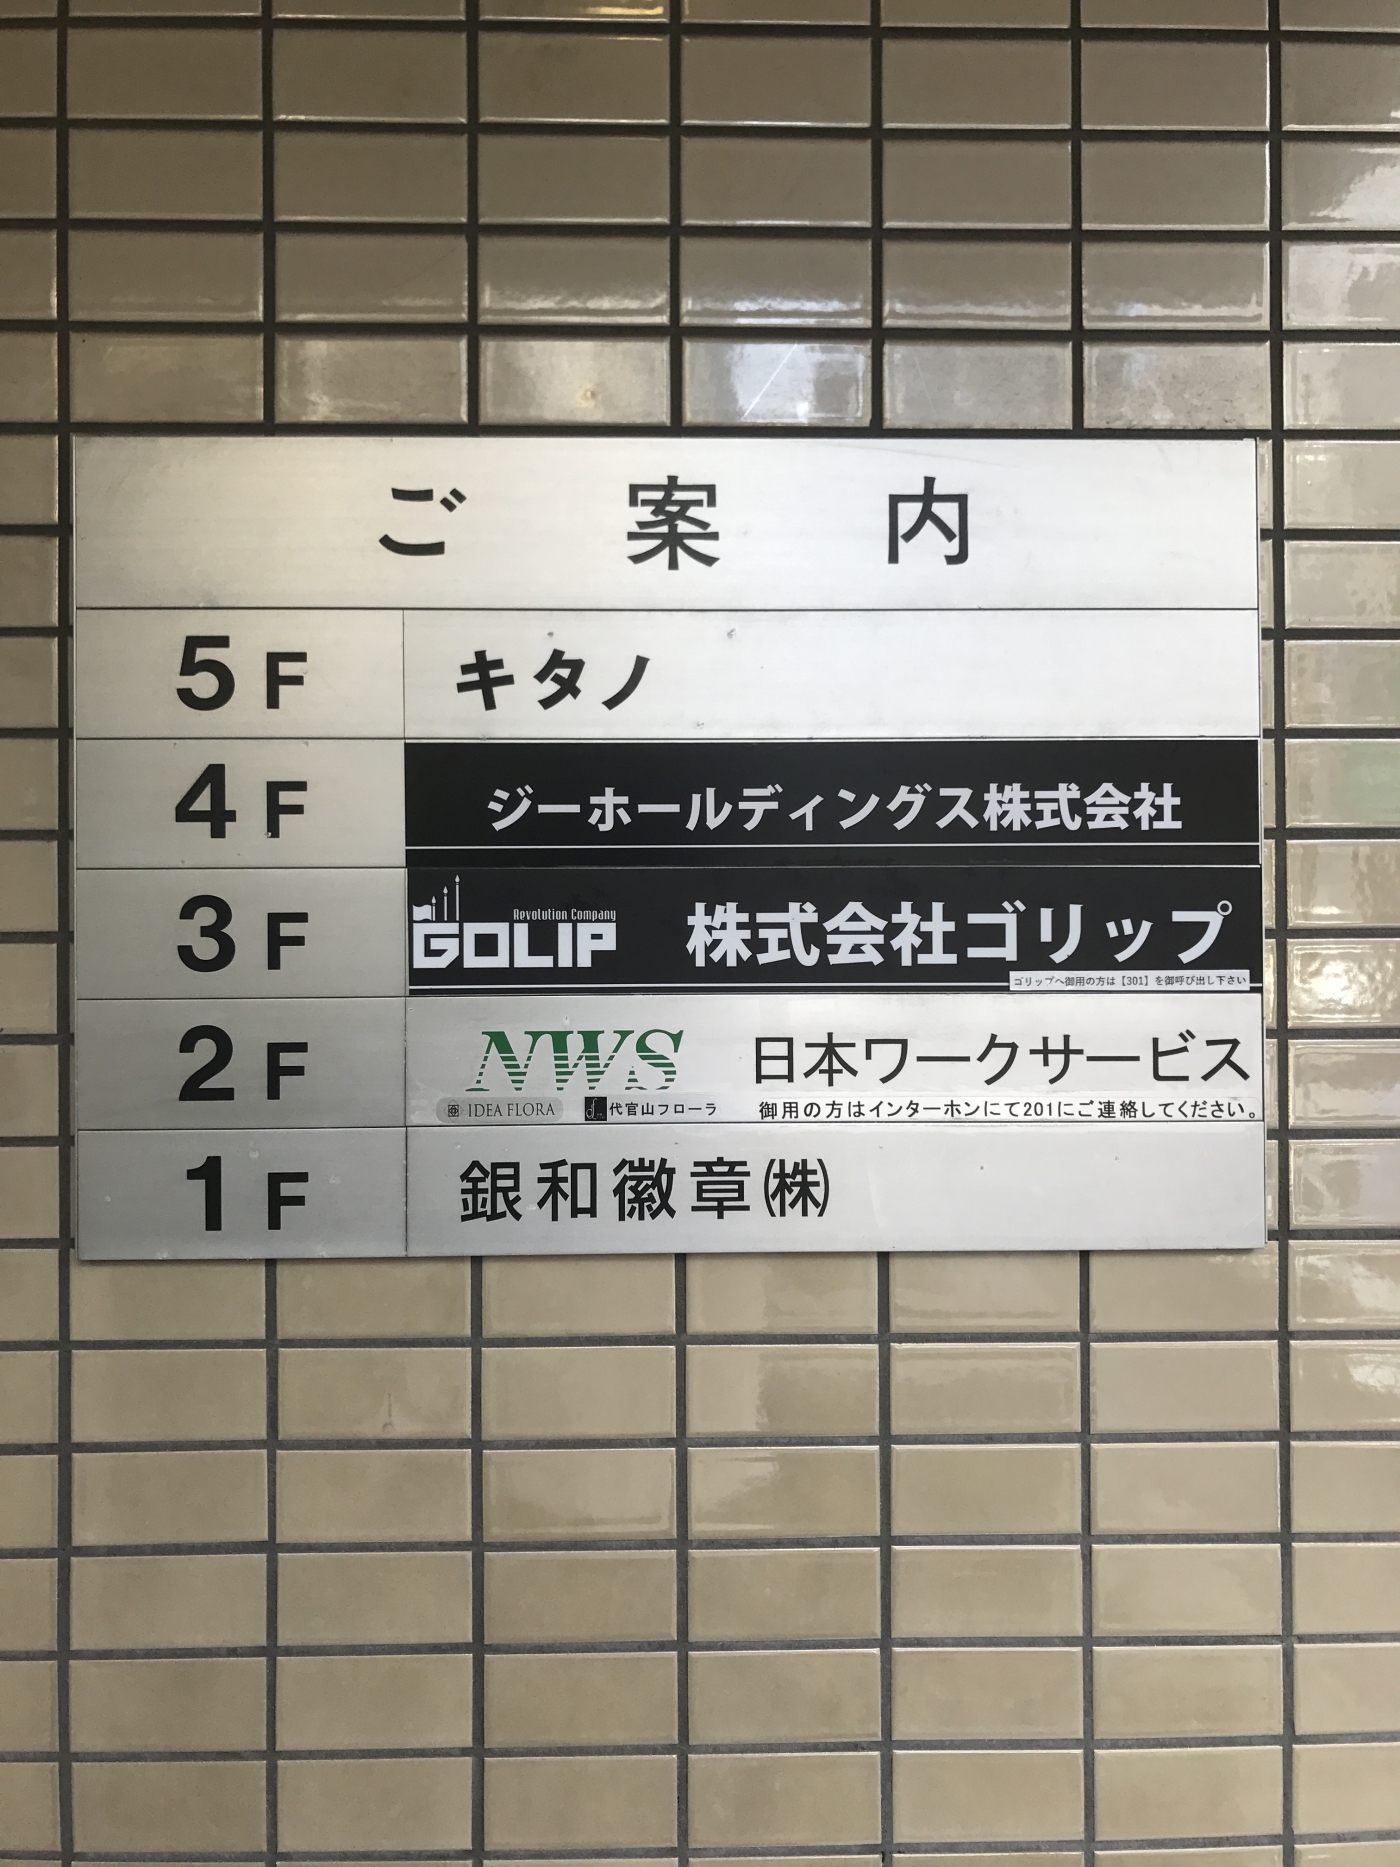 ご案内
5F キタノ
4F ジーホールディングス株式会社
3F Revolution Company GOLIP 株式会社ゴリップ
ゴリップへ御用の方は【301】を御呼び出し下さい
2F NWS 日本ワークサービス
IDEA FLORA 代官山フローラ 御用の方はインターホンにて201にご連絡してください。
1F 銀和徽章㈱